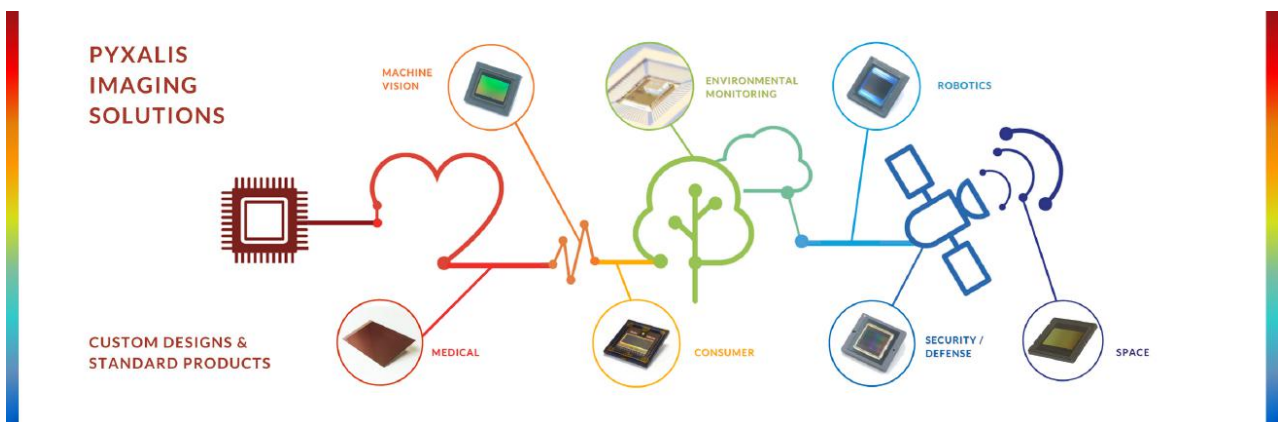 PYXALIS
IMAGING
SOLUTIONS
MACHINE
VISION
ENVIRONMENTAL
MONITORING
ROBOTICS
CUSTOM DESIGNS &
STANDARD PRODUCTS
MEDICAL
CONSUMER
SECURITY /
DEFENSE
SPACE